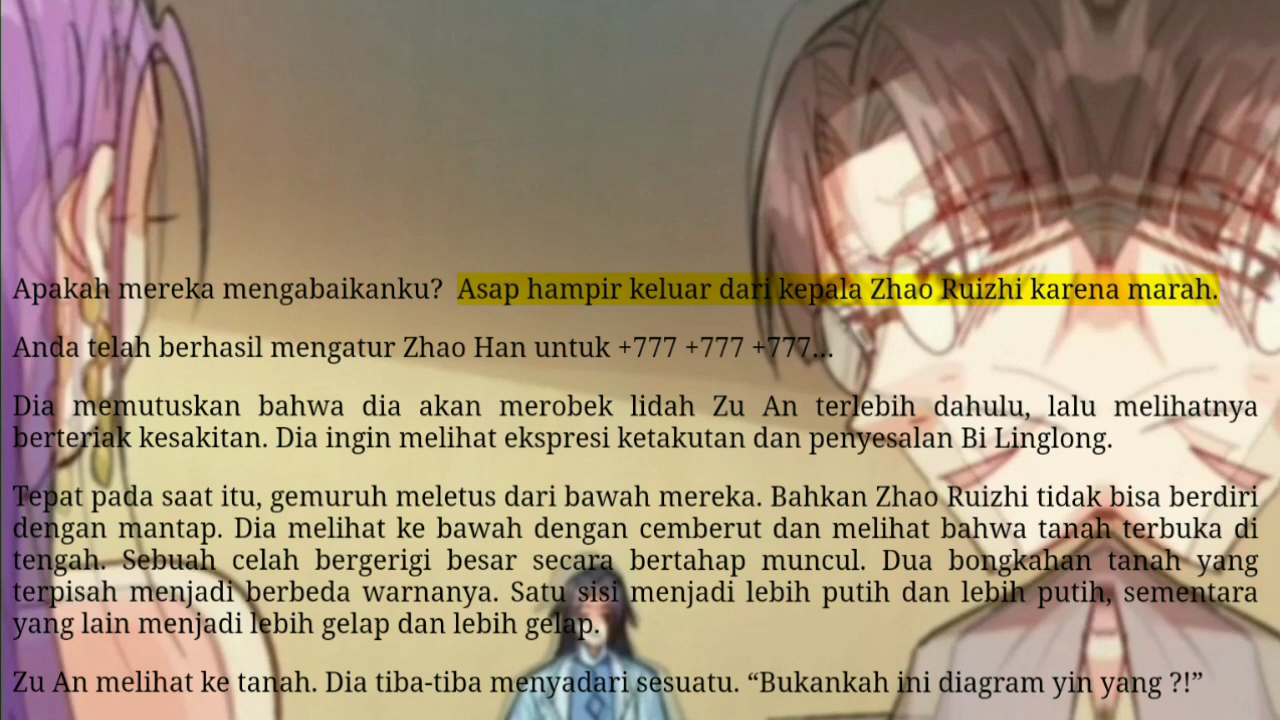 Apakah mereka mengabaikanku? Asap hampir keluar dari kepala Zhao Ruizhi karena marah.
Anda telah berhasil mengatur Zhao Han untuk +777 +777 +777...
Dia memutuskan bahwa dia akan merobek lidah Zu An terlebih dahulu, lalu melihatnya
berteriak kesakitan. Dia ingin melihat ekspresi ketakutan dan penyesalan Bi Linglong.
Tepat pada saat itu, gemuruh meletus dari bawah mereka. Bahkan Zhao Ruizhi tidak bisa berdiri
dengan mantap. Dia melihat ke bawah dengan cemberut dan melihat bahwa tanah terbuka di
tengah. Sebuah celah bergerigi besar secara bertahap muncul. Dua bongkahan tanah yang
terpisah menjadi berbeda warnanya. Satu sisi menjadi lebih putih dan lebih putih, sementara
yang lain menjadi lebih gelap dan lebih gelap.
Zu An melihat ke tanah. Dia tiba-tiba menyadari sesuatu. “Bukankah ini diagram yin yang ?!”